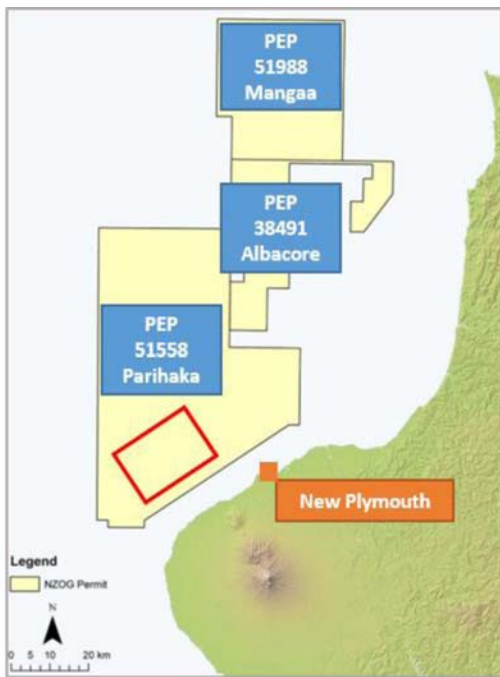 PEP
51988
Mangaa
PEP
38491
Albacore
PEP
51558
Parihaka
New Plymouth
Legend
NZOG Permit
N
0 5 10 20 km